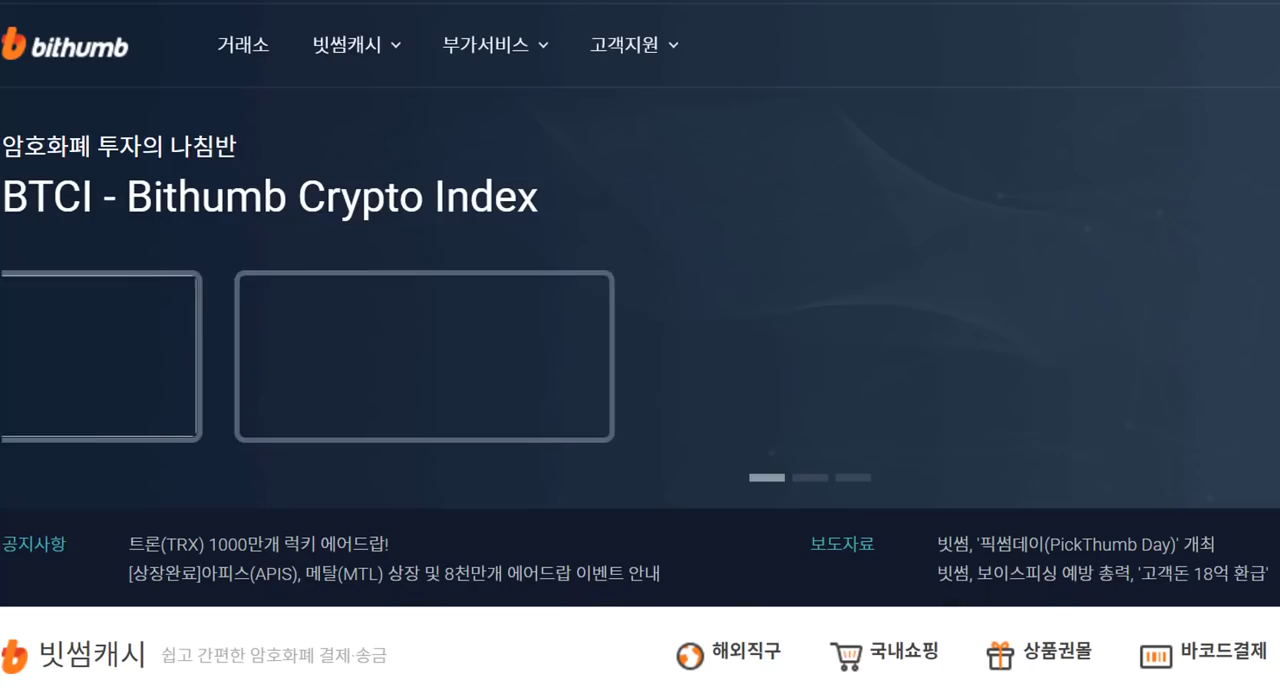 bithumb 거래소 빗썸캐시 부가서비스 고객지원
암호화폐 투자의 나침반
BTCI - Bithumb Crypto Index
공지사항 트론(TRX) 1000만개 럭키 에어드랍!
[상장완료]아피스(APIS), 메탈(MTL) 상장 및 8천만개 에어드랍 이벤트 안내
보도자료 빗썸, '픽썸데이(PickThumb Day)' 개최
빗썸, 보이스피싱 예방 총력, '고객돈 18억 환급'
빗썸캐시 쉽고 간편한 암호화폐 결제·송금 해외직구 국내쇼핑 상품권몰 바코드결제